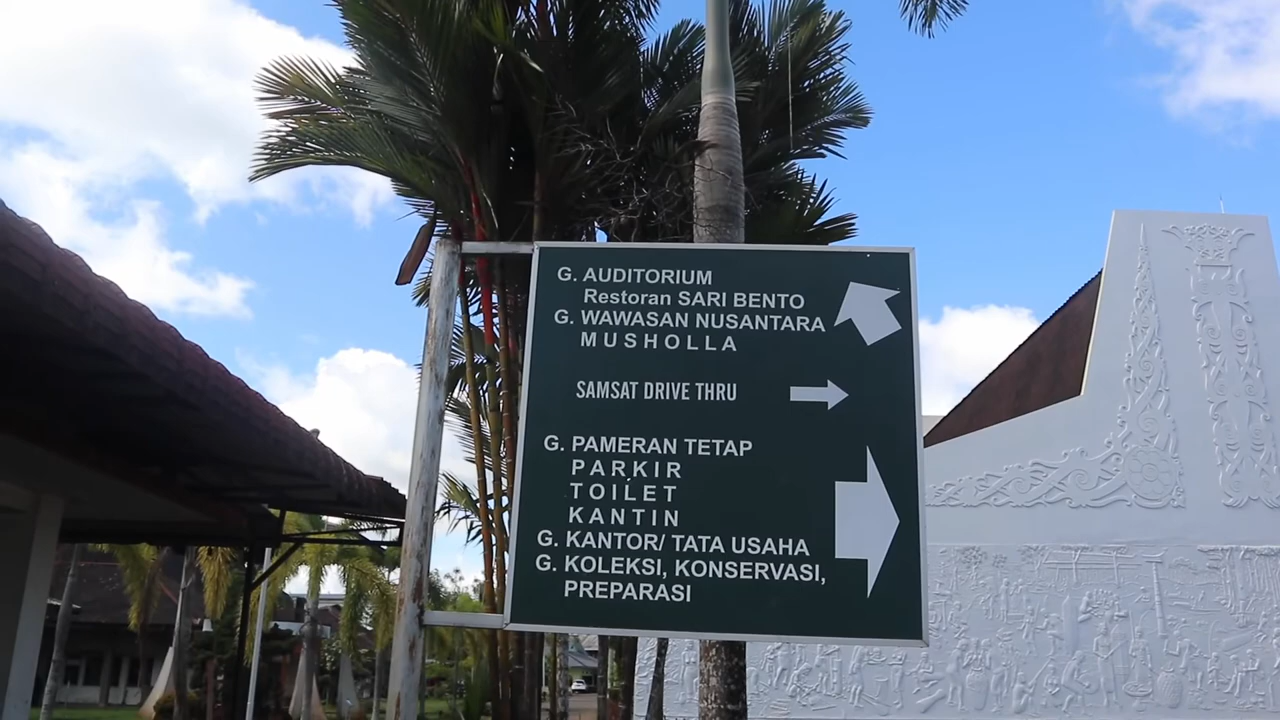 G. AUDITORIUM
Restoran SARI BENTO
G. WAWASAN NUSANTARA
MUSHOLLA
SAMSAT DRIVE THRU
G. PAMERAN TETAP
PARKIR
TOILET
KANTIN
G. KANTOR/ TATA USAHA
G. KOLEKSI, KONSERVASI,
PREPARASI